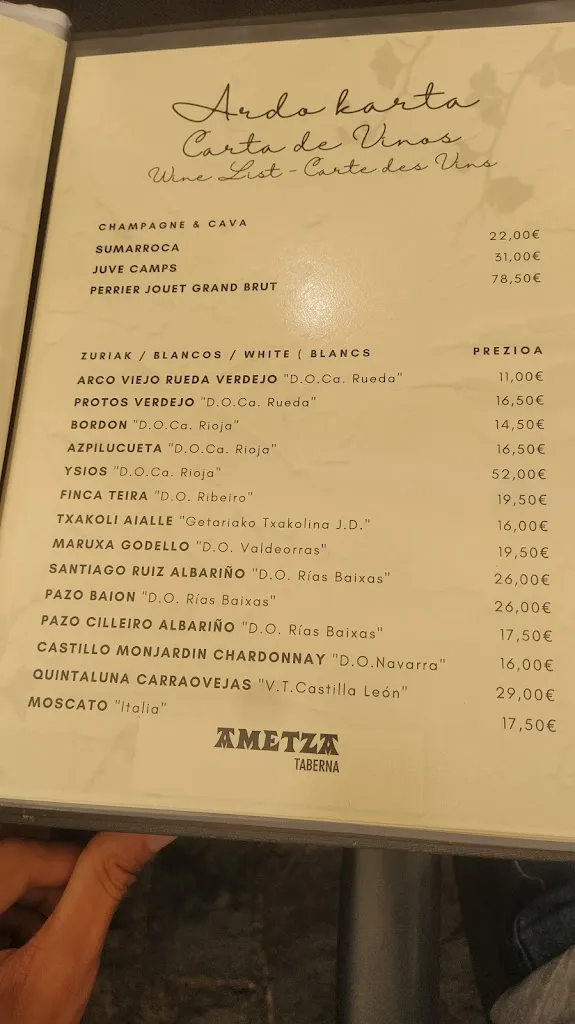 Ardo karta
Carta de Vinos
Wine List - Carte des Vins
CHAMPAGNE & CAVA
SUMARROCA 22,00€
JUVE CAMPS 31,00€
PERRIER JOUET GRAND BRUT 78,50€
ZURIAK / BLANCOS / WHITE ( BLANCS PREZIOA
ARCO VIEJO RUEDA VERDEJO "D.O.Ca. Rueda" 11,00€
PROTOS VERDEJO "D.O.Ca. Rueda" 16,50€
BORDON "D.O.Ca. Rioja" 14,50€
AZPILUCUETA "D.O.Ca. Rioja" 16,50€
YSIOS "D.O.Ca. Rioja" 52,00€
FINCA TEIRA "D.O. Ribeiro" 19,50€
TXAKOLI AIALLE "Getariako Txakolina J.D." 16,00€
MARUXA GODELLO "D.O. Valdeorras" 19,50€
SANTIAGO RUIZ ALBARIÑO "D.O. Rías Baixas" 26,00€
PAZO BAION "D.O. Rías Baixas" 26,00€
PAZO CILLEIRO ALBARIÑO "D.O. Rías Baixas" 17,50€
CASTILLO MONJARDIN CHARDONNAY "D.O.Navarra" 16,00€
QUINTALUNA CARRAOVEJAS "V.T.Castilla León" 29,00€
MOSCATO "Italia" 17,50€
AMETZA
TABERNA